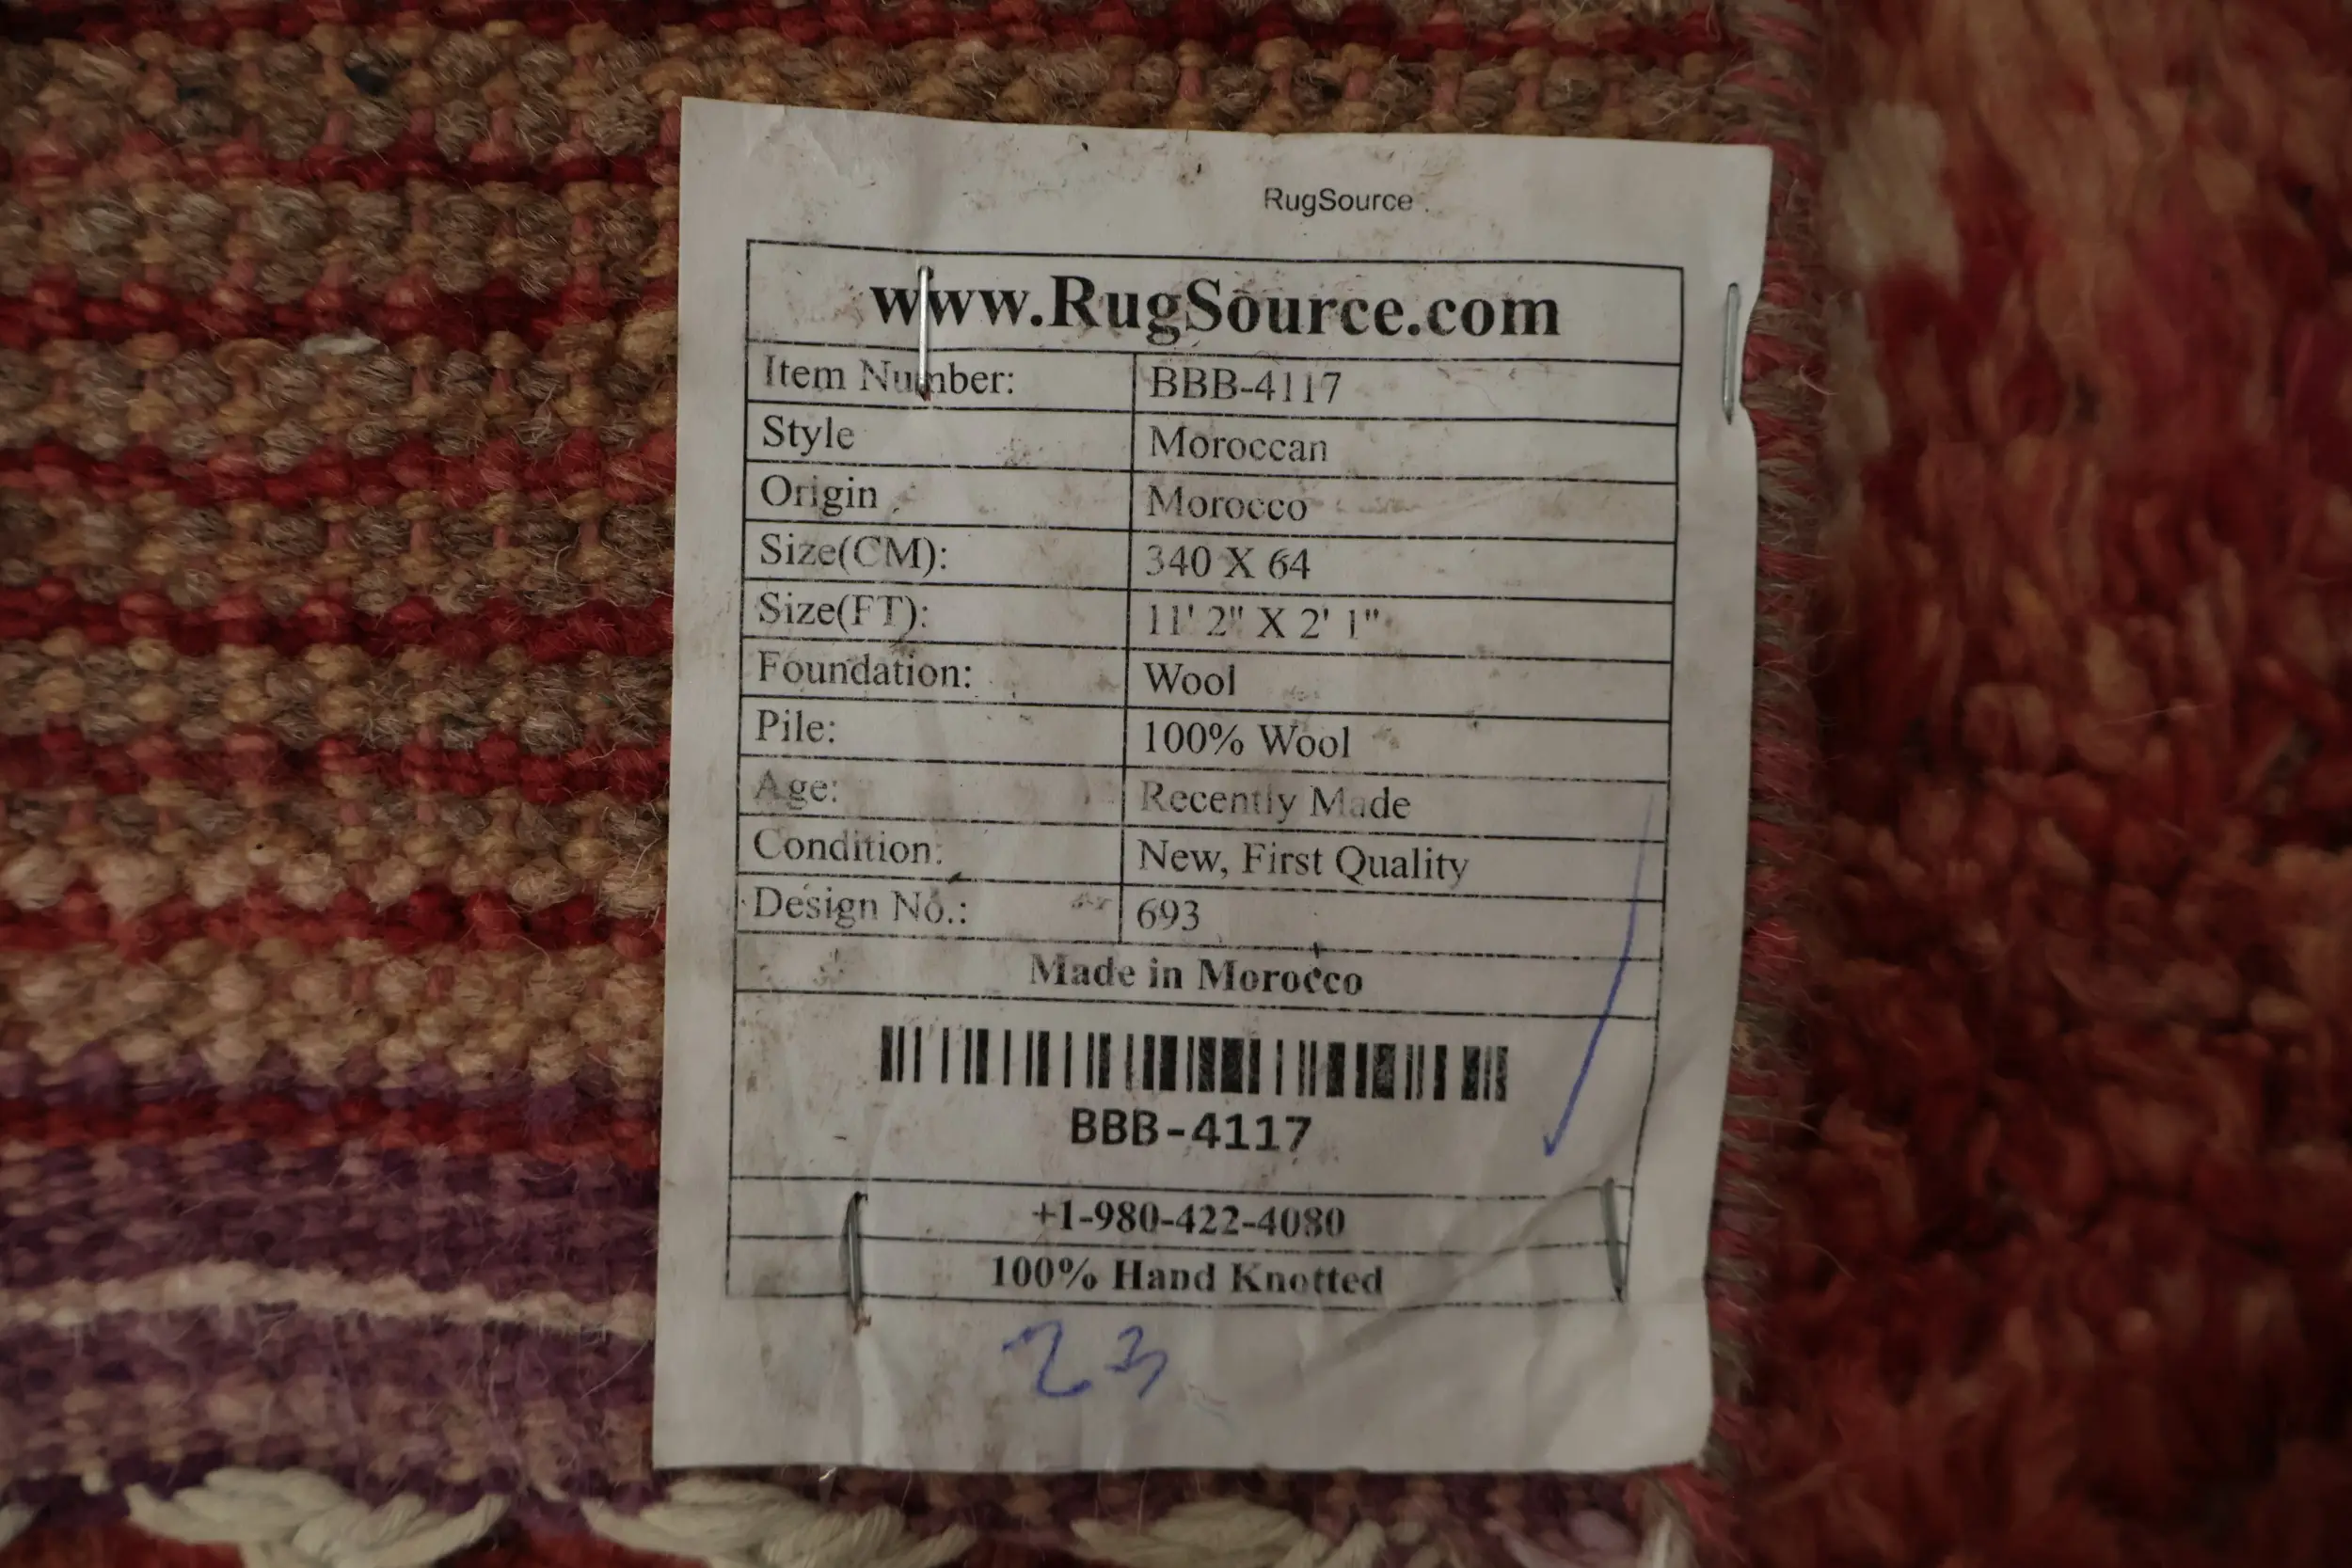 RugSource
www.RugSource.com
Item Number: BBB-4117
Style Moroccan
Origin Morocco
Size(CM): 340 X 64
Size(FT): 11' 2" X 2' 1"
Foundation: Wool
Pile: 100% Wool
Age: Recently Made
Condition: New, First Quality
Design No.: 693
Made in Morocco
BBB-4117
+1-980-422-4080
100% Hand Knotted
23